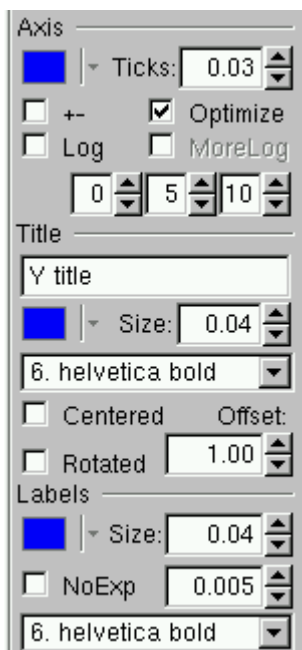 Axis
Ticks: 0.03
+- Optimize
Log MoreLog
0 5 10
Title
Y title
Size: 0.04
6. helvetica bold
Centered Offset:
Rotated 1.00
Labels
Size: 0.04
NoExp 0.005
6. helvetica bold